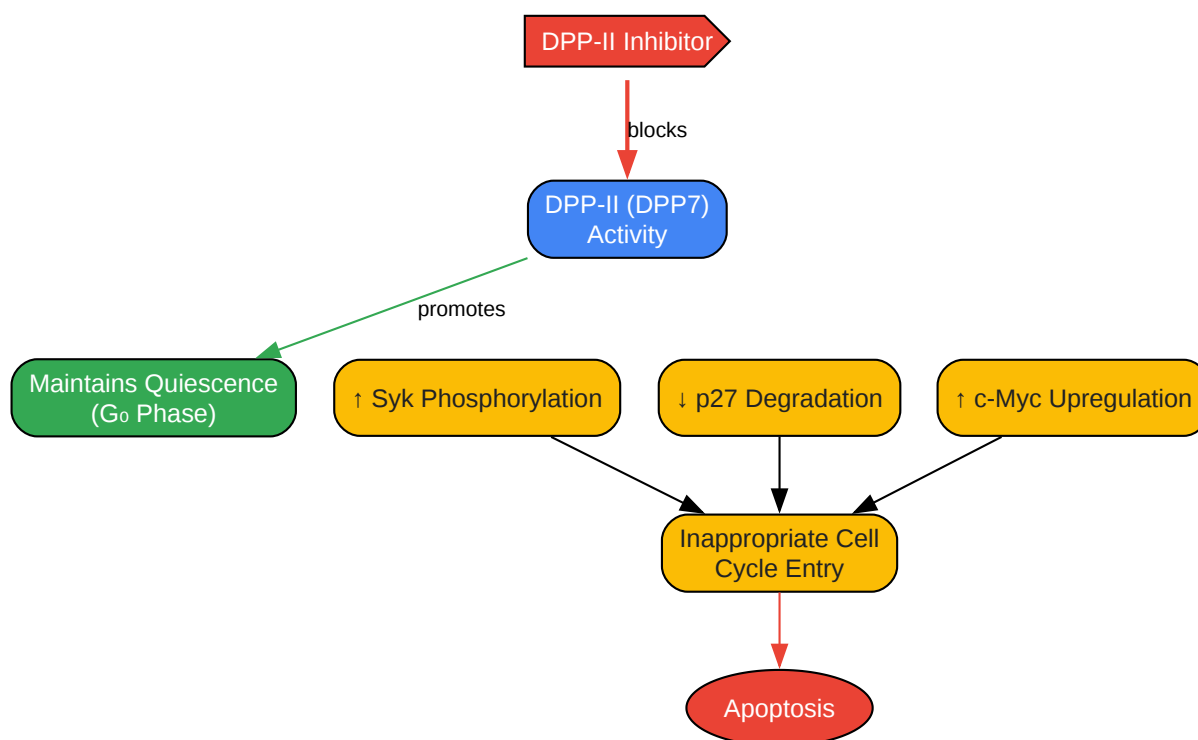 DPP-II Inhibitor
blocks
DPP-II (DPP7)
Activity
promotes
Maintains Quiescence
(G₀ Phase)
↑ Syk Phosphorylation
↓ p27 Degradation
↑ c-Myc Upregulation
Inappropriate Cell
Cycle Entry
Apoptosis